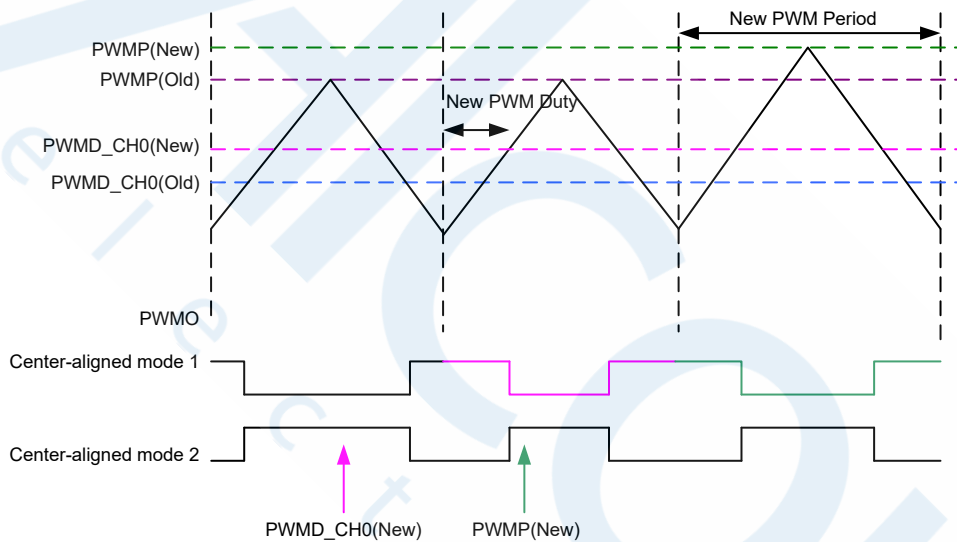 New PWM Period
PWMP(New)
PWMP(Old)
New PWM Duty
PWMD_CH0(New)
PWMD_CH0(Old)
PWMO
Center-aligned mode 1
Center-aligned mode 2
PWMD_CH0(New)
PWMP(New)